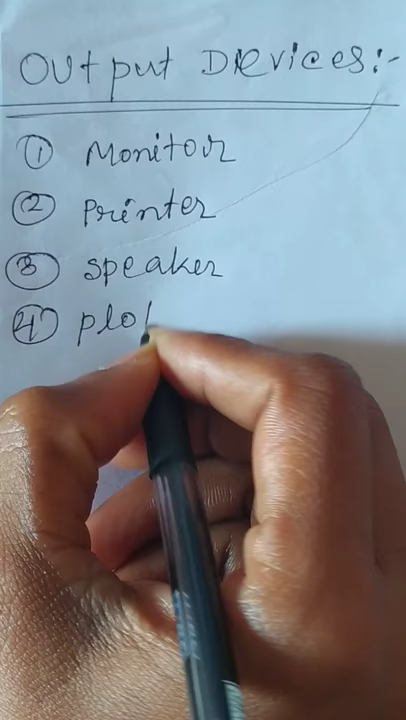 Output Devices:-
① Monitor
② Printer
③ speaker
④ plo